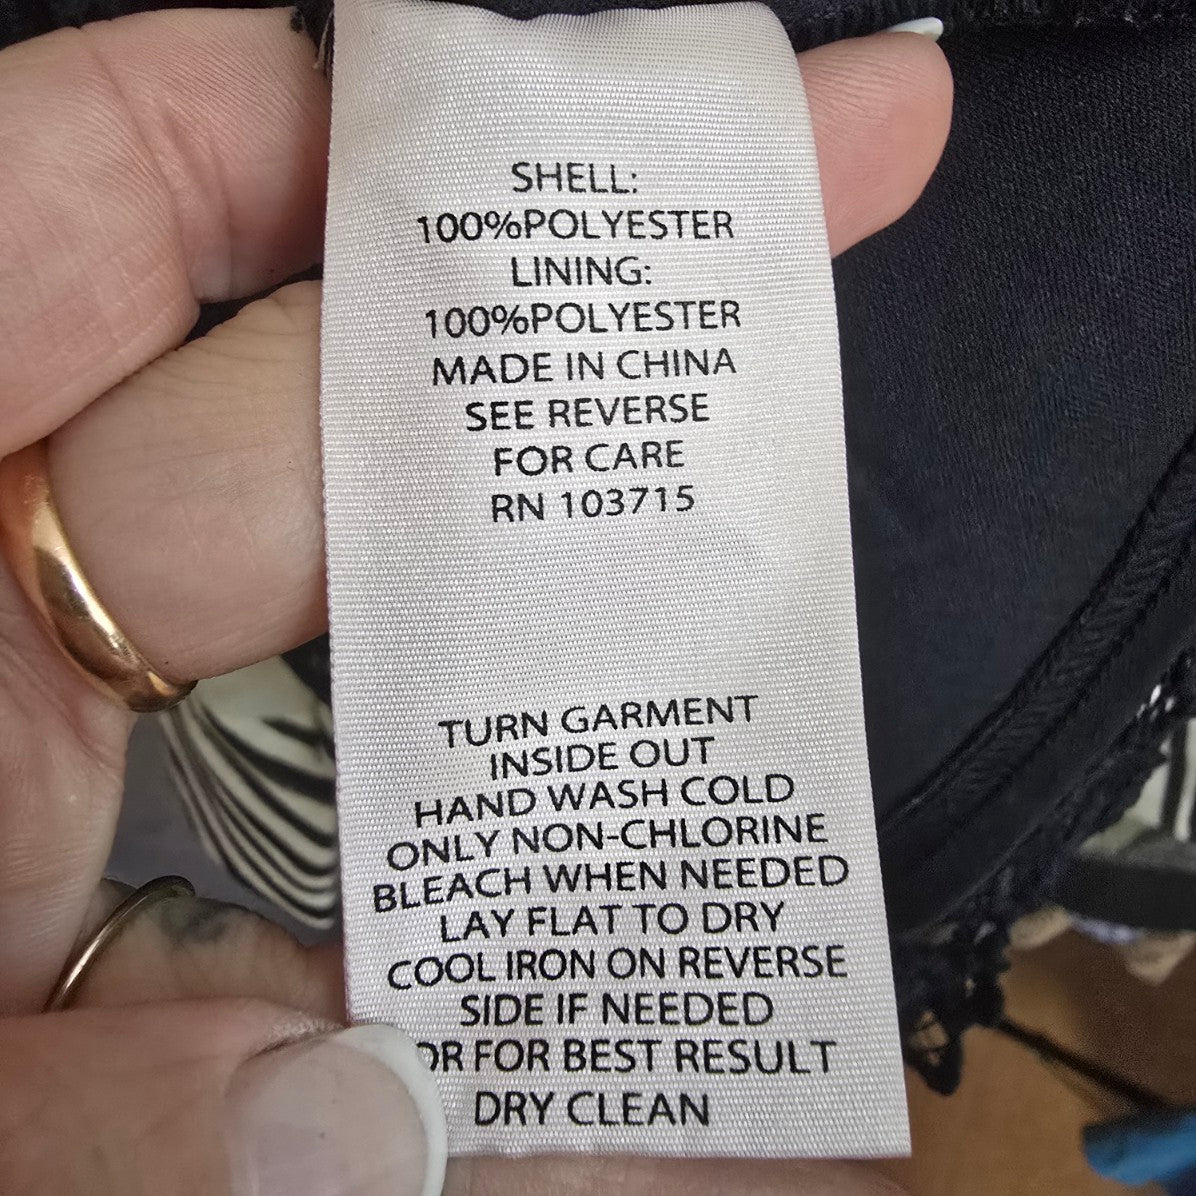 SHELL:
100%POLYESTER
LINING:
100%POLYESTER
MADE IN CHINA
SEE REVERSE
FOR CARE
RN 103715
TURN GARMENT
INSIDE OUT
HAND WASH COLD
ONLY NON-CHLORINE
BLEACH WHEN NEEDED
LAY FLAT TO DRY
COOL IRON ON REVERSE
SIDE IF NEEDED
OR FOR BEST RESULT
DRY CLEAN